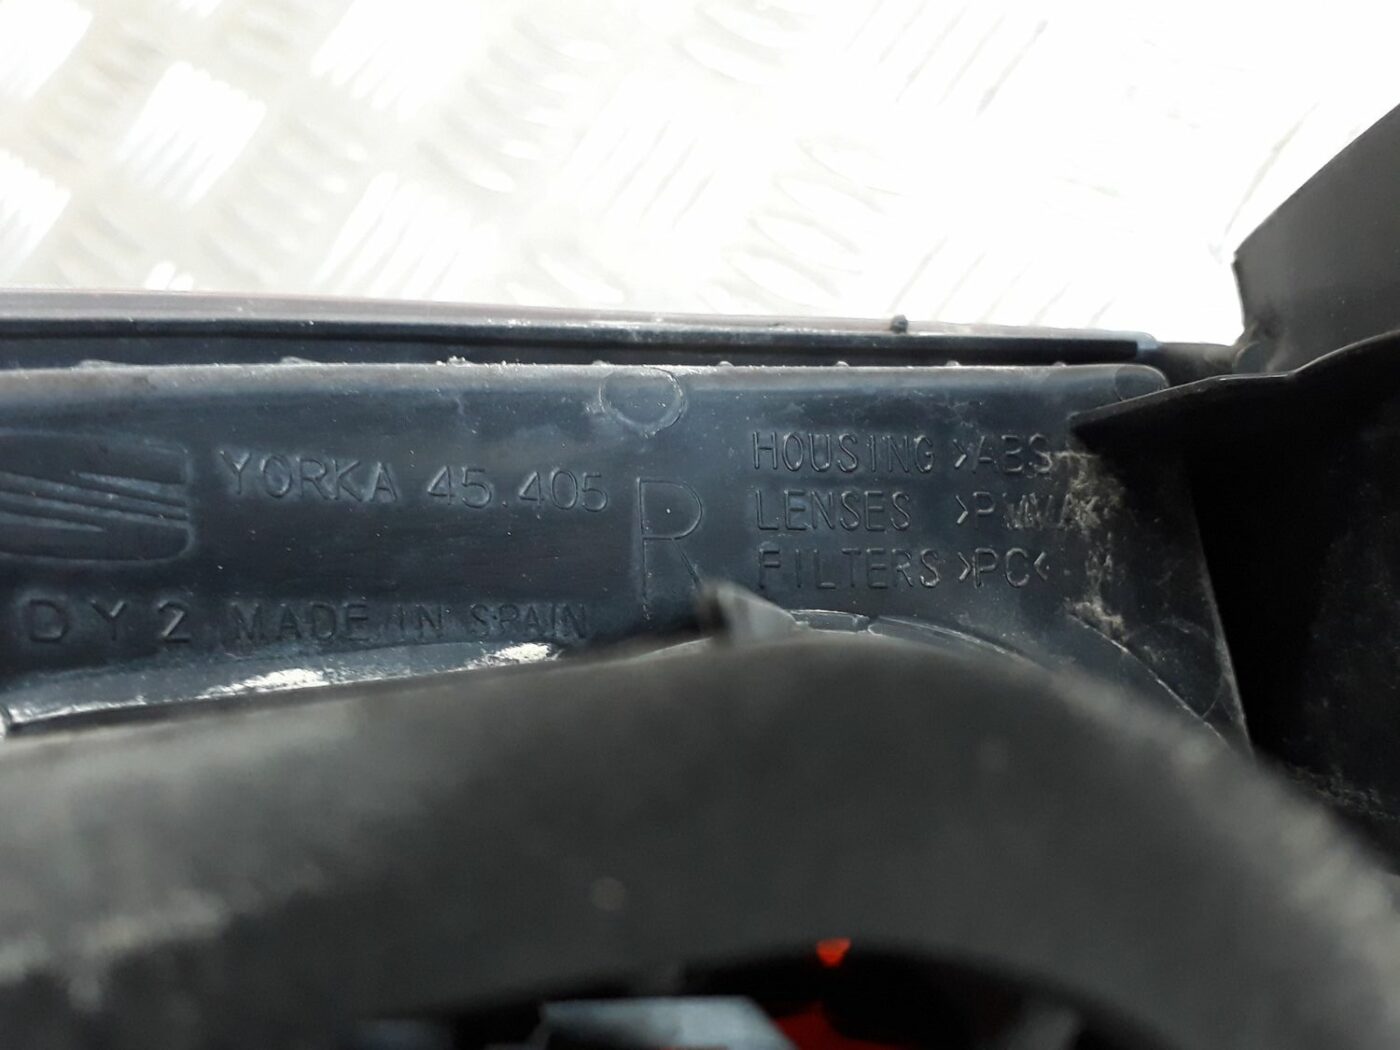 YORKA 45.405
R
DY2 MADE IN SPAIN
HOUSING >ABS
LENSES >PMMA<
FILTERS >PC<